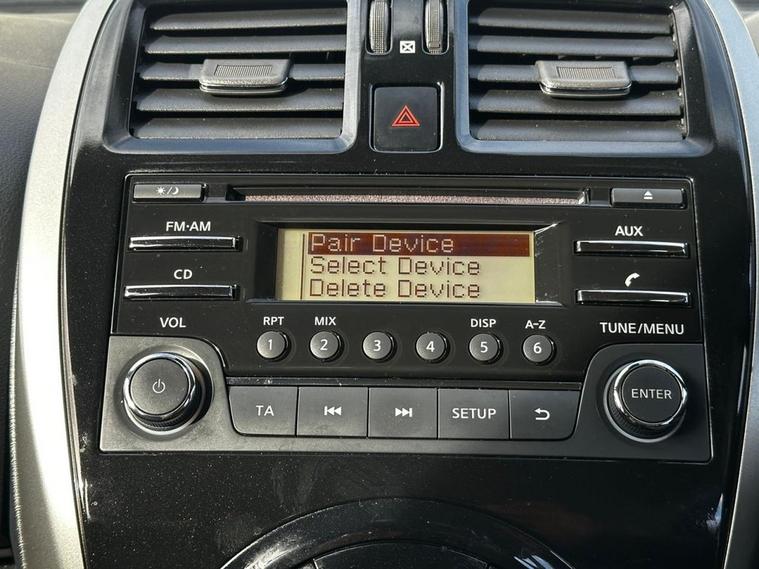 FM·AM
AUX
CD
Pair Device
Select Device
Delete Device
VOL
RPT MIX DISP A-Z
TUNE/MENU
1 2 3 4 5 6
ENTER
TA SETUP